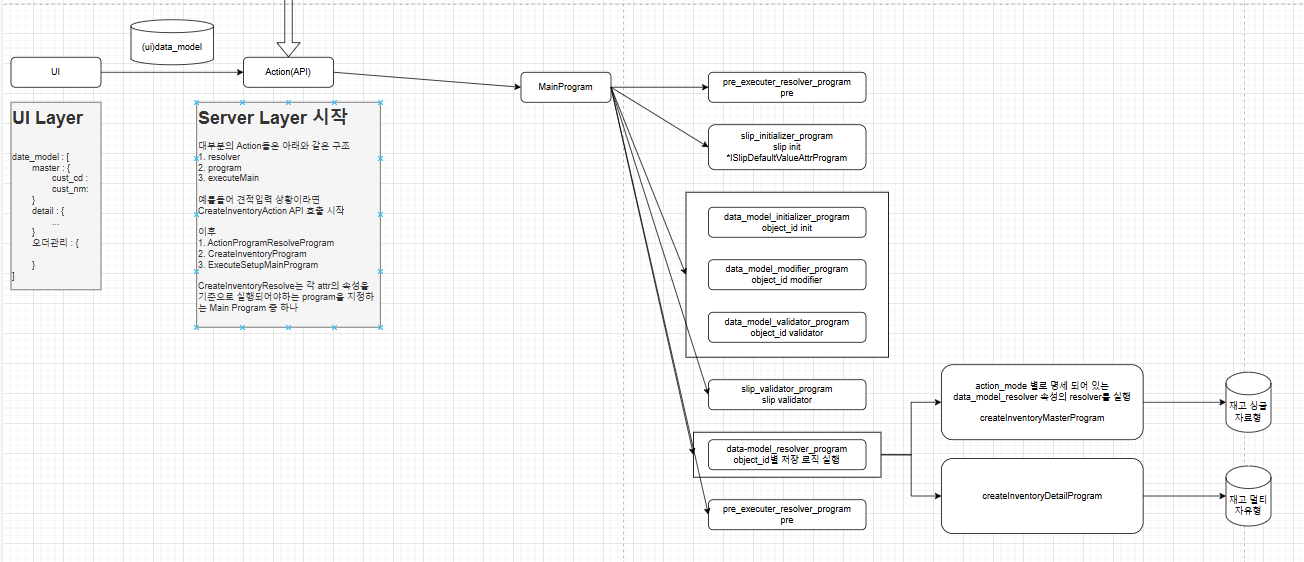 (ui)data_model
UI
Action(API)
UI Layer
date_model : [
master : {
cust_cd :
cust_nm:
}
detail : {
...
}
오더관리 : {
}
]
Server Layer 시작
대부분의 Action들은 아래와 같은 구조
1. resolver
2. program
3. executeMain
예를들어 견적입력 상황이라면
CreateInventoryAction API 호출 시작
이후
1. ActionProgramResolveProgram
2. CreateInventoryProgram
3. ExecuteSetupMainProgram
CreateInventoryResolve는 각 attr의 속성을
기준으로 실행되어야하는 program을 지정하
는 Main Program 중 하나
MainProgram
pre_executer_resolver_program
pre
slip_initializer_program
slip init
*ISlipDefaultValueAttrProgram
data_model_initializer_program
object_id init
data_model_modifier_program
object_id modifier
data_model_validator_program
object_id validator
slip_validator_program
slip validator
data-model_resolver_program
object_id별 저장 로직 실행
pre_executer_resolver_program
pre
action_mode 별로 명세 되어 있는
data_model_resolver 속성의 resolver를 실행
createInventoryMasterProgram
createInventoryDetailProgram
재고 싱글
자료형
재고 멀티
자유형